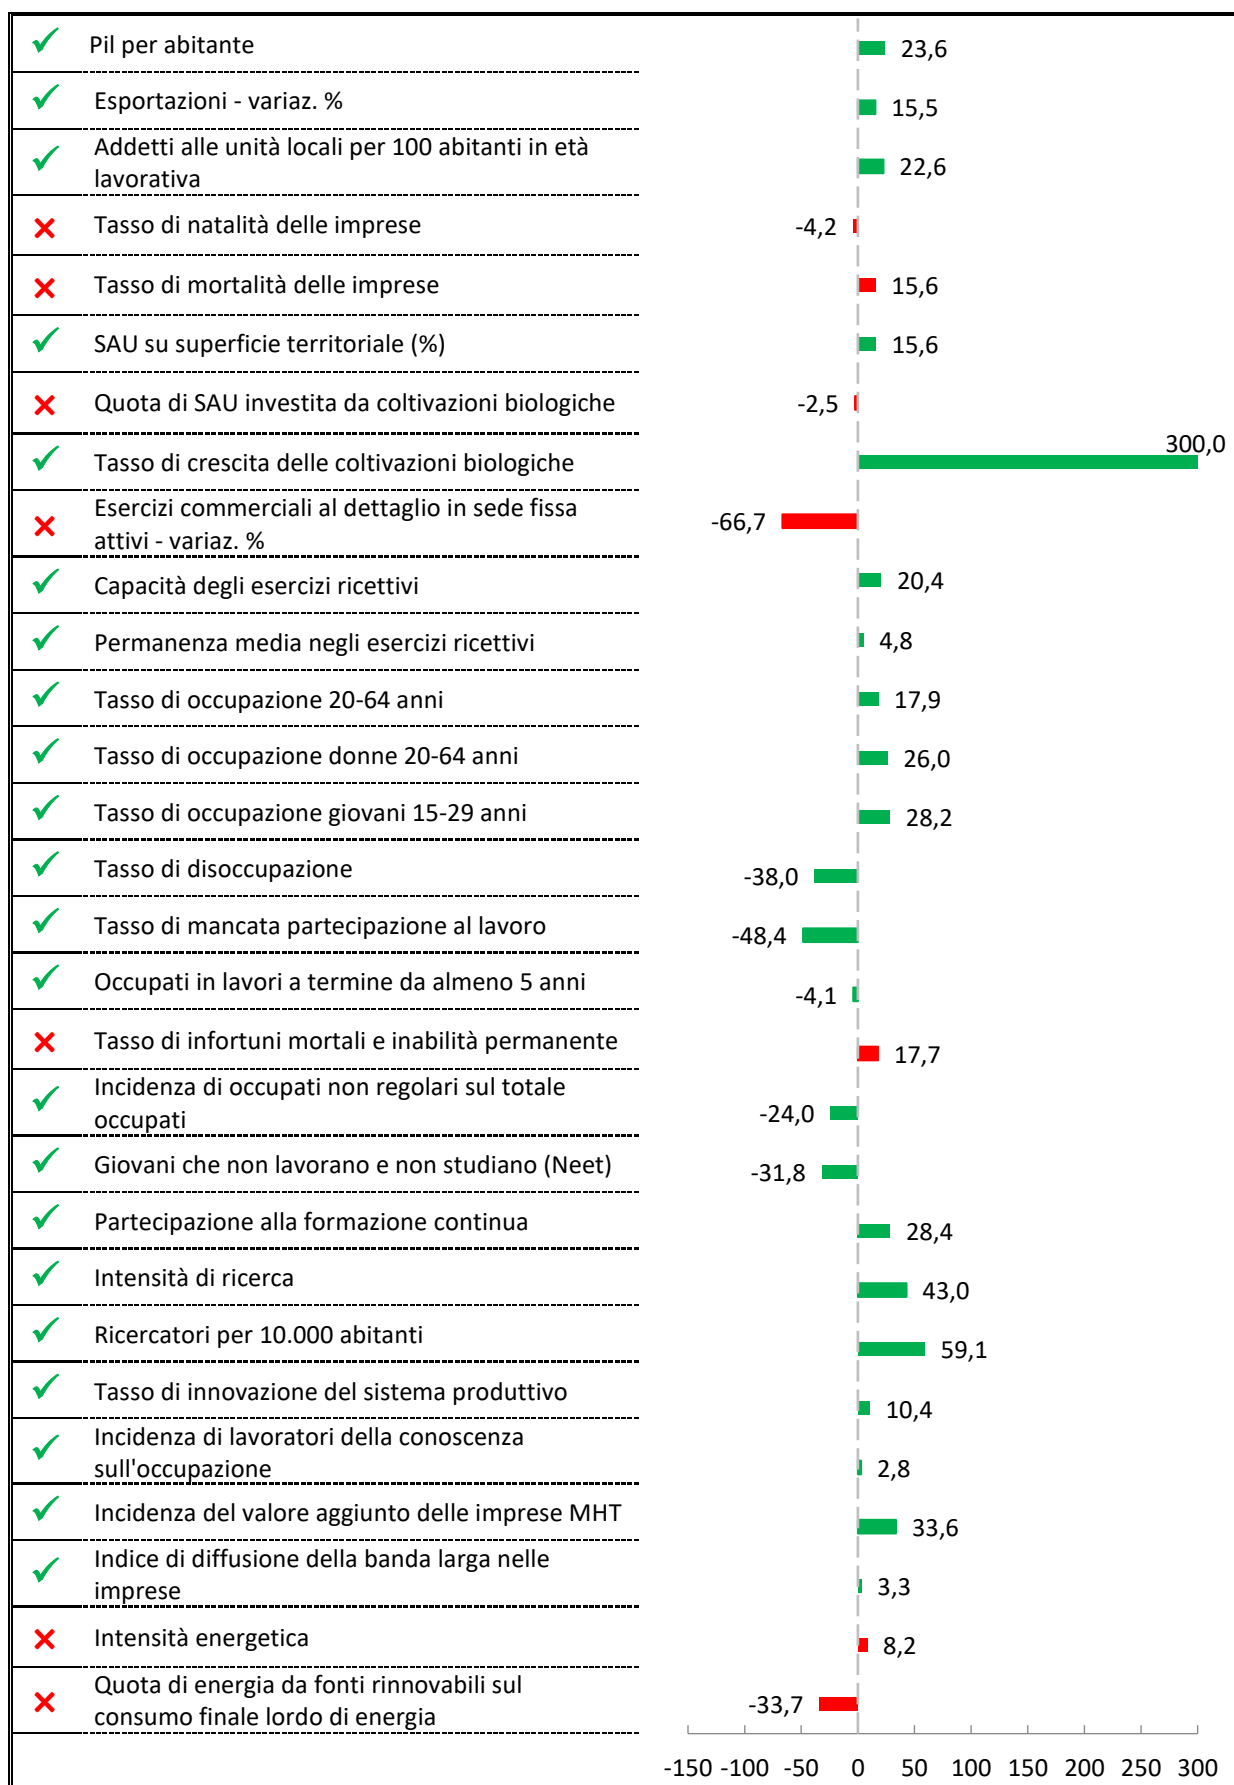 Pil per abitante
23,6
Esportazioni - variaz. %
15,5
Addetti alle unità locali per 100 abitanti in età
lavorativa
22,6
Tasso di natalità delle imprese
-4,2
Tasso di mortalità delle imprese
15,6
SAU su superficie territoriale (%)
15,6
Quota di SAU investita da coltivazioni biologiche
-2,5
Tasso di crescita delle coltivazioni biologiche
300,0
Esercizi commerciali al dettaglio in sede fissa
attivi - variaz. %
-66,7
Capacità degli esercizi ricettivi
20,4
Permanenza media negli esercizi ricettivi
4,8
Tasso di occupazione 20-64 anni
17,9
Tasso di occupazione donne 20-64 anni
26,0
Tasso di occupazione giovani 15-29 anni
28,2
Tasso di disoccupazione
-38,0
Tasso di mancata partecipazione al lavoro
-48,4
Occupati in lavori a termine da almeno 5 anni
-4,1
Tasso di infortuni mortali e inabilità permanente
17,7
Incidenza di occupati non regolari sul totale
occupati
-24,0
Giovani che non lavorano e non studiano (Neet)
-31,8
Partecipazione alla formazione continua
28,4
Intensità di ricerca
43,0
Ricercatori per 10.000 abitanti
59,1
Tasso di innovazione del sistema produttivo
10,4
Incidenza di lavoratori della conoscenza
sull'occupazione
2,8
Incidenza del valore aggiunto delle imprese MHT
33,6
Indice di diffusione della banda larga nelle
imprese
3,3
Intensità energetica
8,2
Quota di energia da fonti rinnovabili sul
consumo finale lordo di energia
-33,7
-150 -100 -50 0 50 100 150 200 250 300